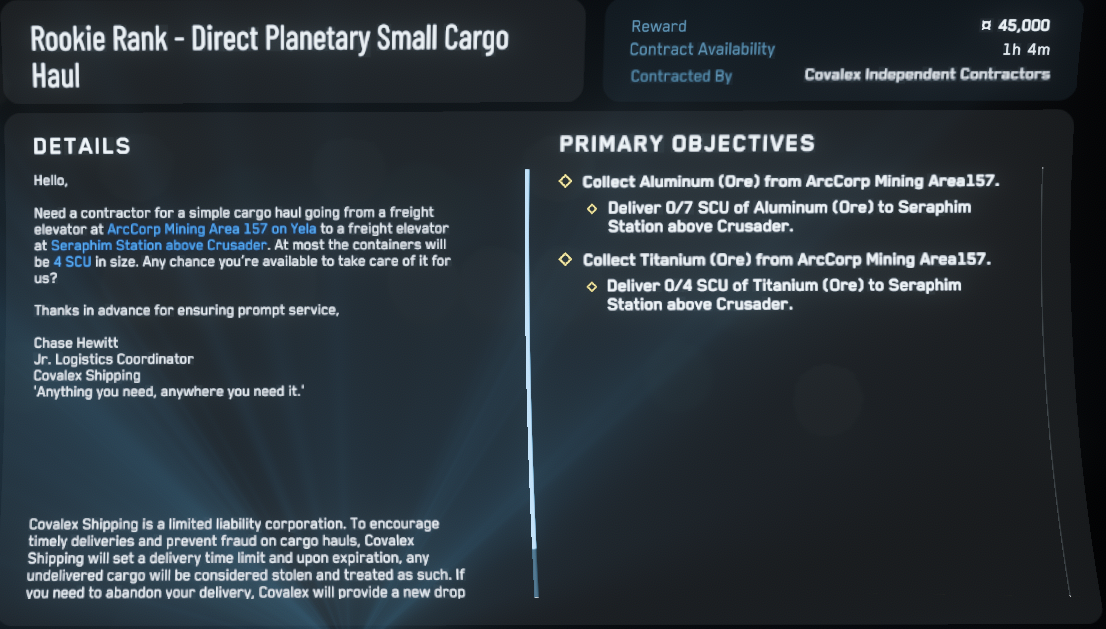 Rookie Rank - Direct Planetary Small Cargo
Haul
Reward ¤ 45,000
Contract Availability 1h 4m
Contracted By Covalex Independent Contractors
DETAILS
Hello,
Need a contractor for a simple cargo haul going from a freight
elevator at ArcCorp Mining Area 157 on Yela to a freight elevator
at Seraphim Station above Crusader. At most the containers will
be 4 SCU in size. Any chance you're available to take care of it for
us?
Thanks in advance for ensuring prompt service,
Chase Hewitt
Jr. Logistics Coordinator
Covalex Shipping
'Anything you need, anywhere you need it.'
Covalex Shipping is a limited liability corporation. To encourage
timely deliveries and prevent fraud on cargo hauls, Covalex
Shipping will set a delivery time limit and upon expiration, any
undelivered cargo will be considered stolen and treated as such. If
you need to abandon your delivery, Covalex will provide a new drop
PRIMARY OBJECTIVES
Collect Aluminum (Ore) from ArcCorp Mining Area157.
Deliver 0/7 SCU of Aluminum (Ore) to Seraphim
Station above Crusader.
Collect Titanium (Ore) from ArcCorp Mining Area157.
Deliver 0/4 SCU of Titanium (Ore) to Seraphim
Station above Crusader.